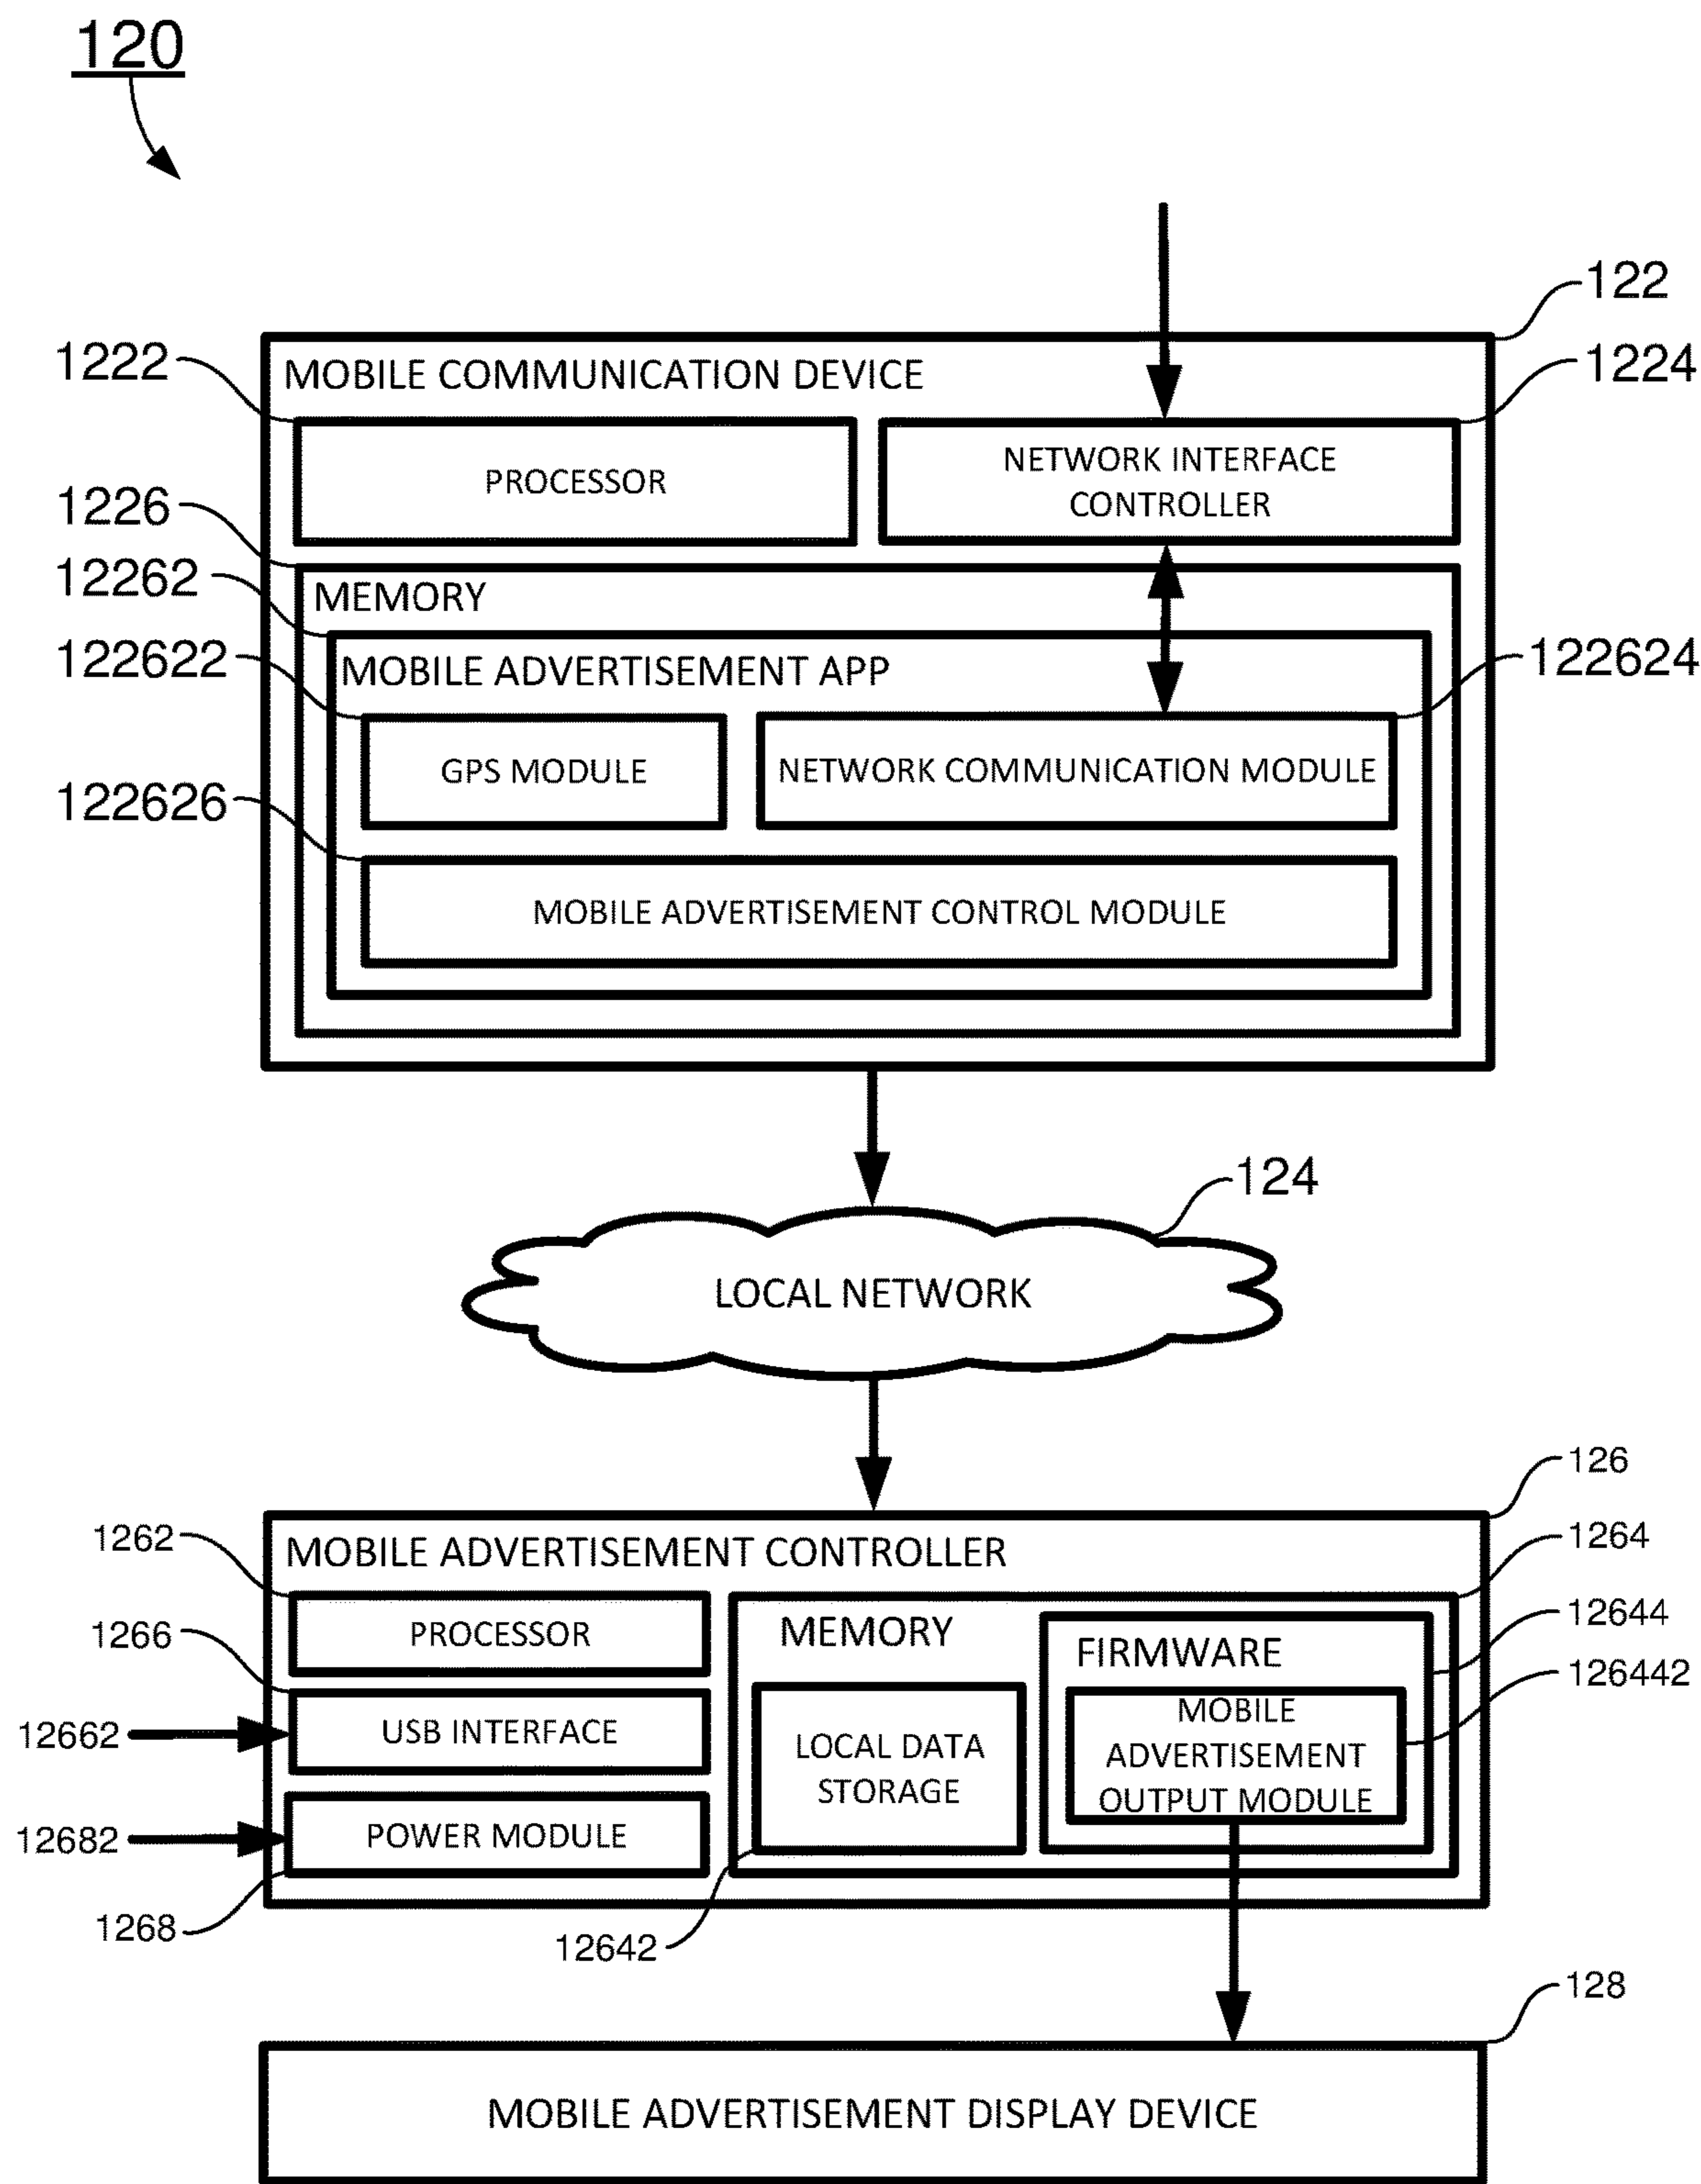 120
122
1222
MOBILE COMMUNICATION DEVICE
1224
PROCESSOR
NETWORK INTERFACE
CONTROLLER
1226
12262
MEMORY
122622
MOBILE ADVERTISEMENT APP
122624
GPS MODULE
NETWORK COMMUNICATION MODULE
122626
MOBILE ADVERTISEMENT CONTROL MODULE
124
LOCAL NETWORK
126
1262
MOBILE ADVERTISEMENT CONTROLLER
1264
1266
PROCESSOR
MEMORY
12644
FIRMWARE
126442
12662
USB INTERFACE
LOCAL DATA
STORAGE
MOBILE
ADVERTISEMENT
OUTPUT MODULE
12682
POWER MODULE
1268
12642
128
MOBILE ADVERTISEMENT DISPLAY DEVICE